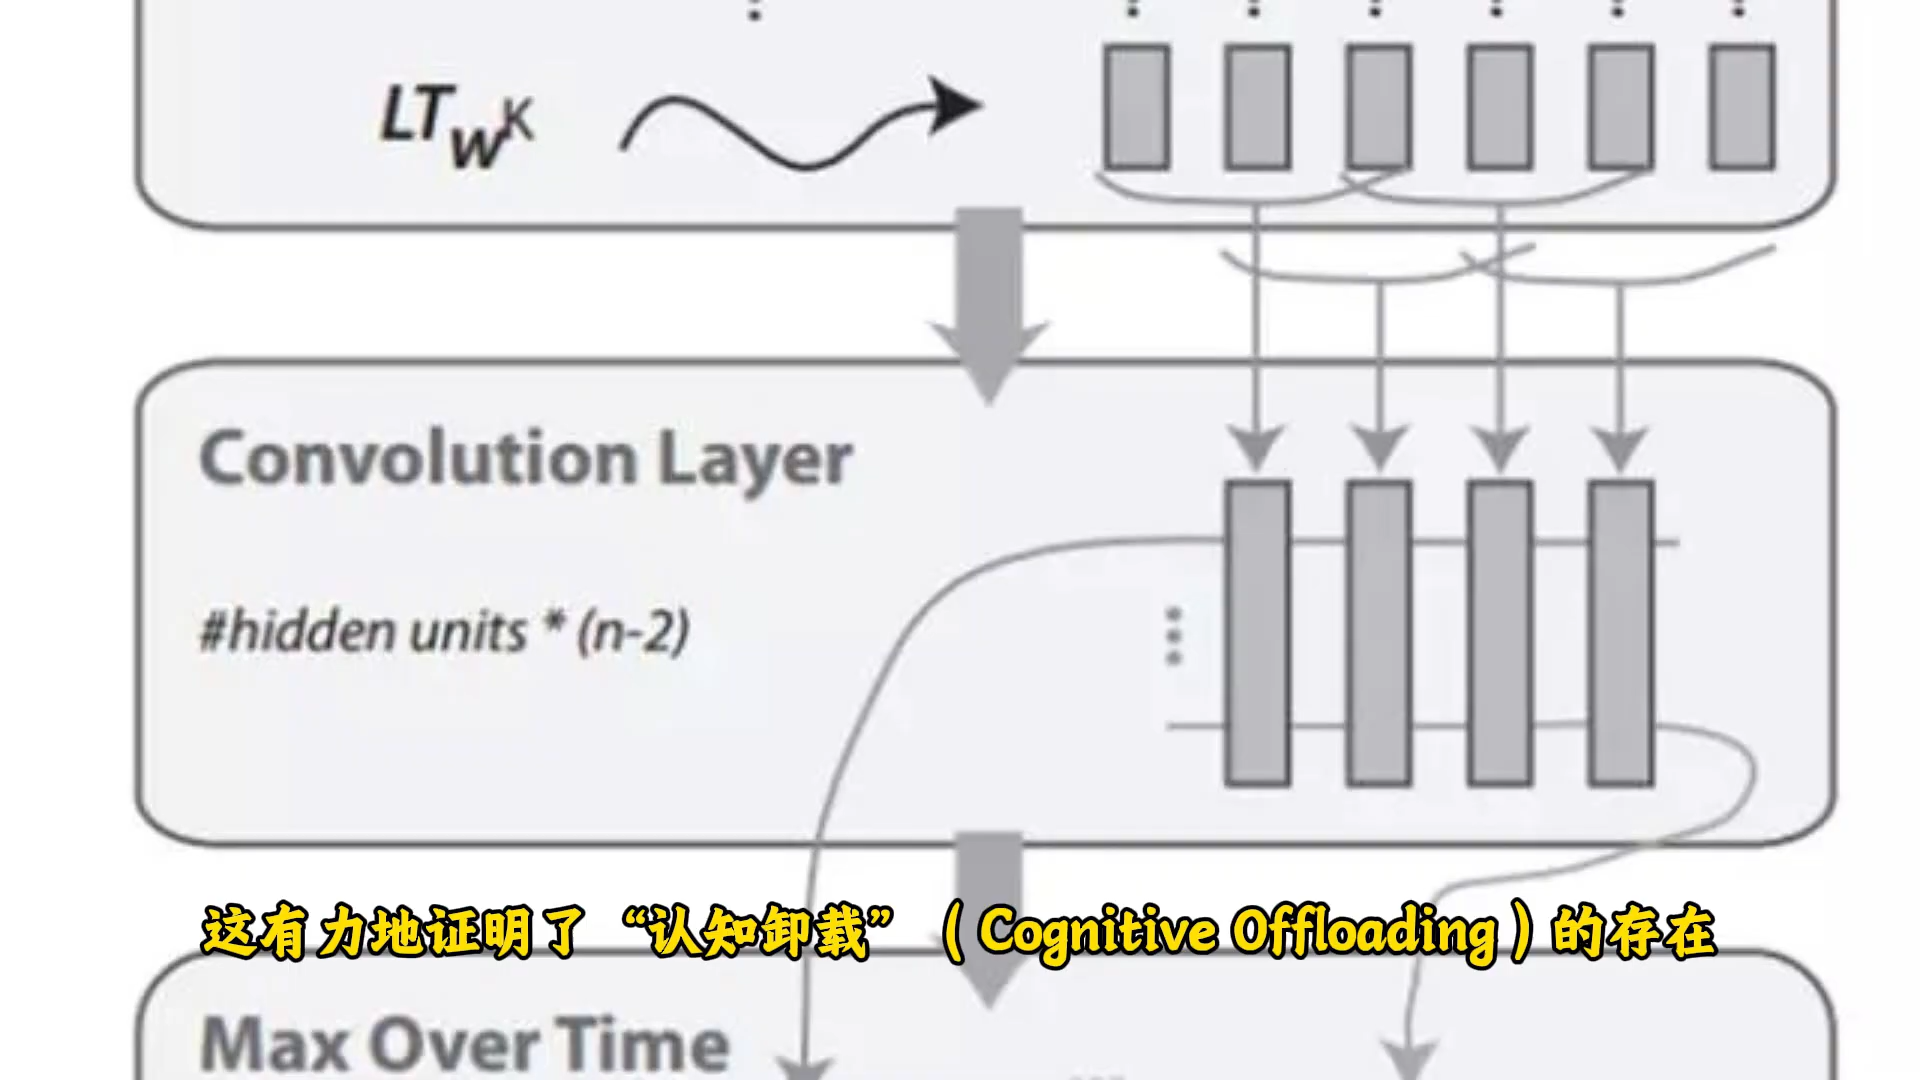 LT_W^K
Convolution Layer
#hidden units * (n-2)
这有力地证明了“认知卸载”（Cognitive Offloading）的存在
Max Over Time